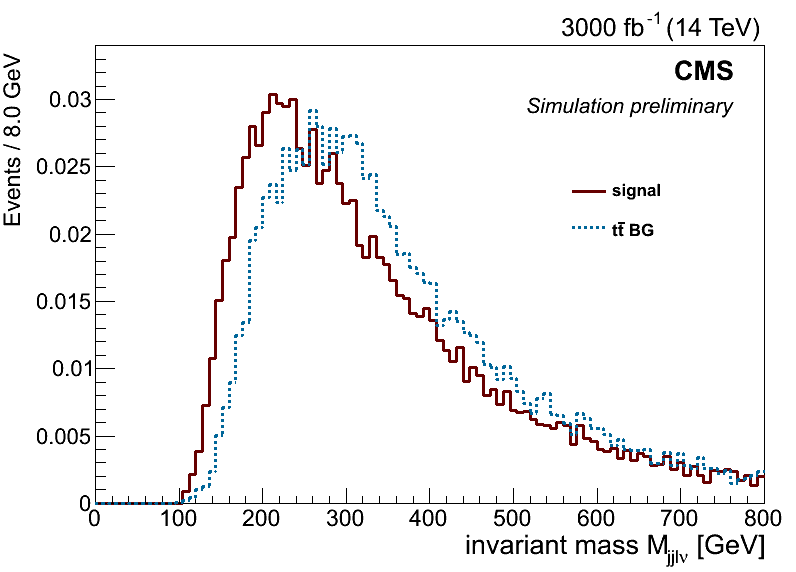 3000 fb⁻¹ (14 TeV)
CMS
Simulation preliminary
Events / 8.0 GeV
0.03
0.025
0.02
0.015
0.01
0.005
0
signal
tt̄ BG
0 100 200 300 400 500 600 700 800
invariant mass M_jjlν [GeV]